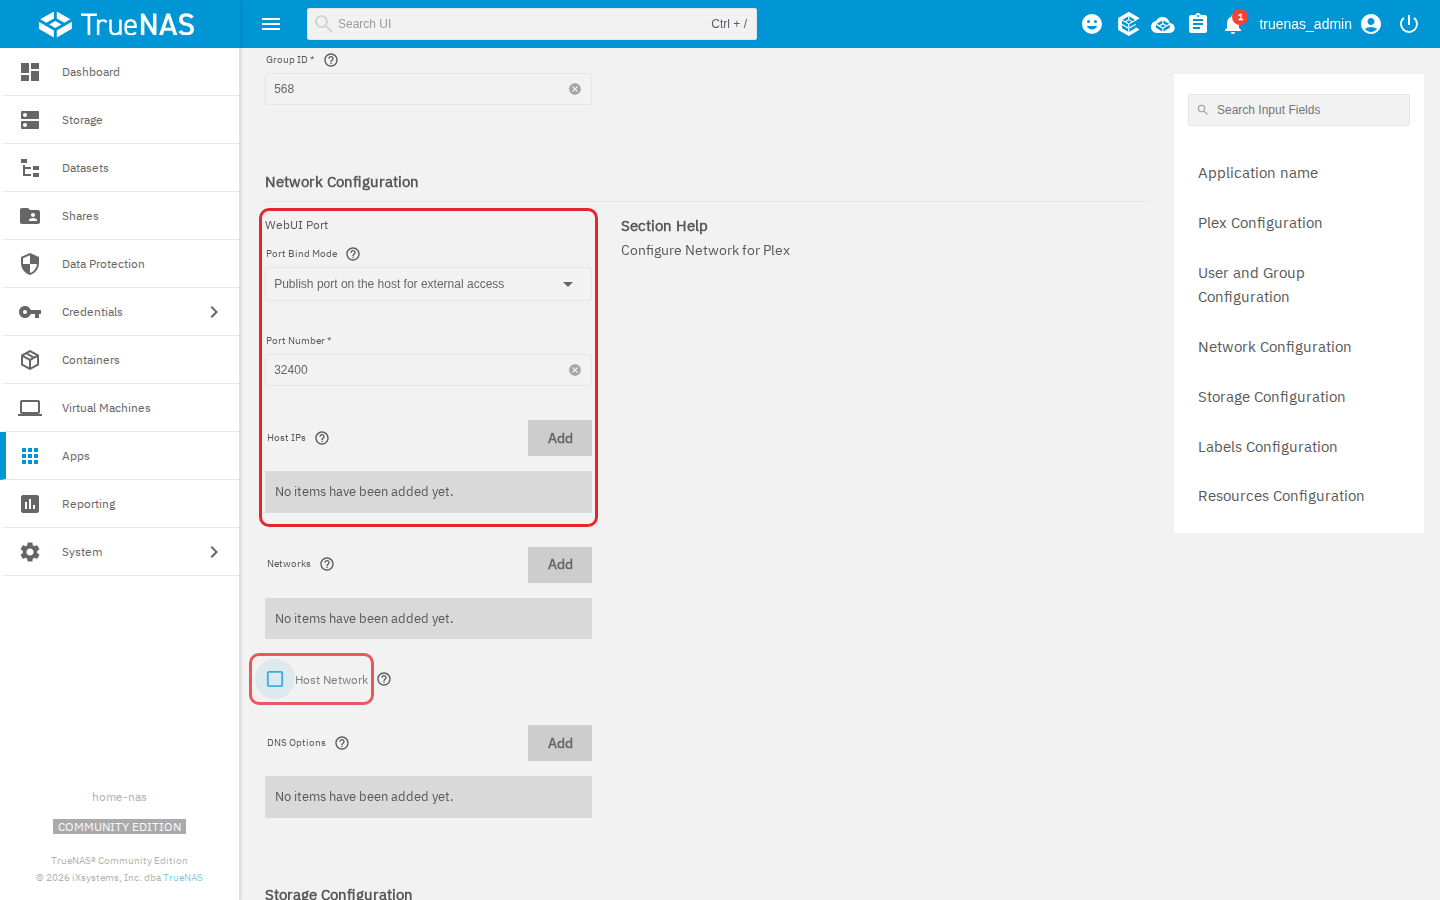 TrueNAS
Search UI
Ctrl + /
1
truenas_admin
Dashboard
Storage
Datasets
Shares
Data Protection
Credentials
Containers
Virtual Machines
Apps
Reporting
System
home-nas
COMMUNITY EDITION
TrueNAS® Community Edition
© 2026 iXsystems, Inc. dba TrueNAS
Group ID *
568
Network Configuration
WebUI Port
Port Bind Mode
Publish port on the host for external access
Port Number *
32400
Host IPs
Add
No items have been added yet.
Networks
Add
No items have been added yet.
Host Network
DNS Options
Add
No items have been added yet.
Storage Configuration
Section Help
Configure Network for Plex
Search Input Fields
Application name
Plex Configuration
User and Group
Configuration
Network Configuration
Storage Configuration
Labels Configuration
Resources Configuration